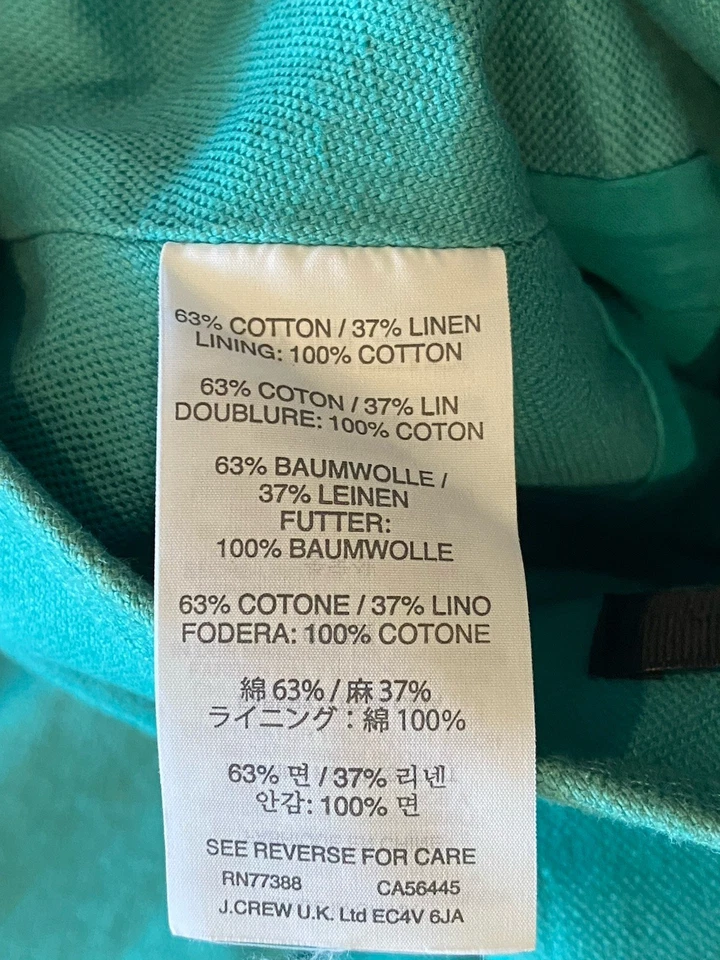 63% COTTON / 37% LINEN
LINING: 100% COTTON
63% COTON / 37% LIN
DOUBLURE: 100% COTON
63% BAUMWOLLE /
37% LEINEN
FUTTER:
100% BAUMWOLLE
63% COTONE / 37% LINO
FODERA: 100% COTONE
綿 63% / 麻 37%
ライニング：綿 100%
63% 면 / 37% 리넨
안감: 100% 면
SEE REVERSE FOR CARE
RN77388 CA56445
J.CREW U.K. Ltd EC4V 6JA